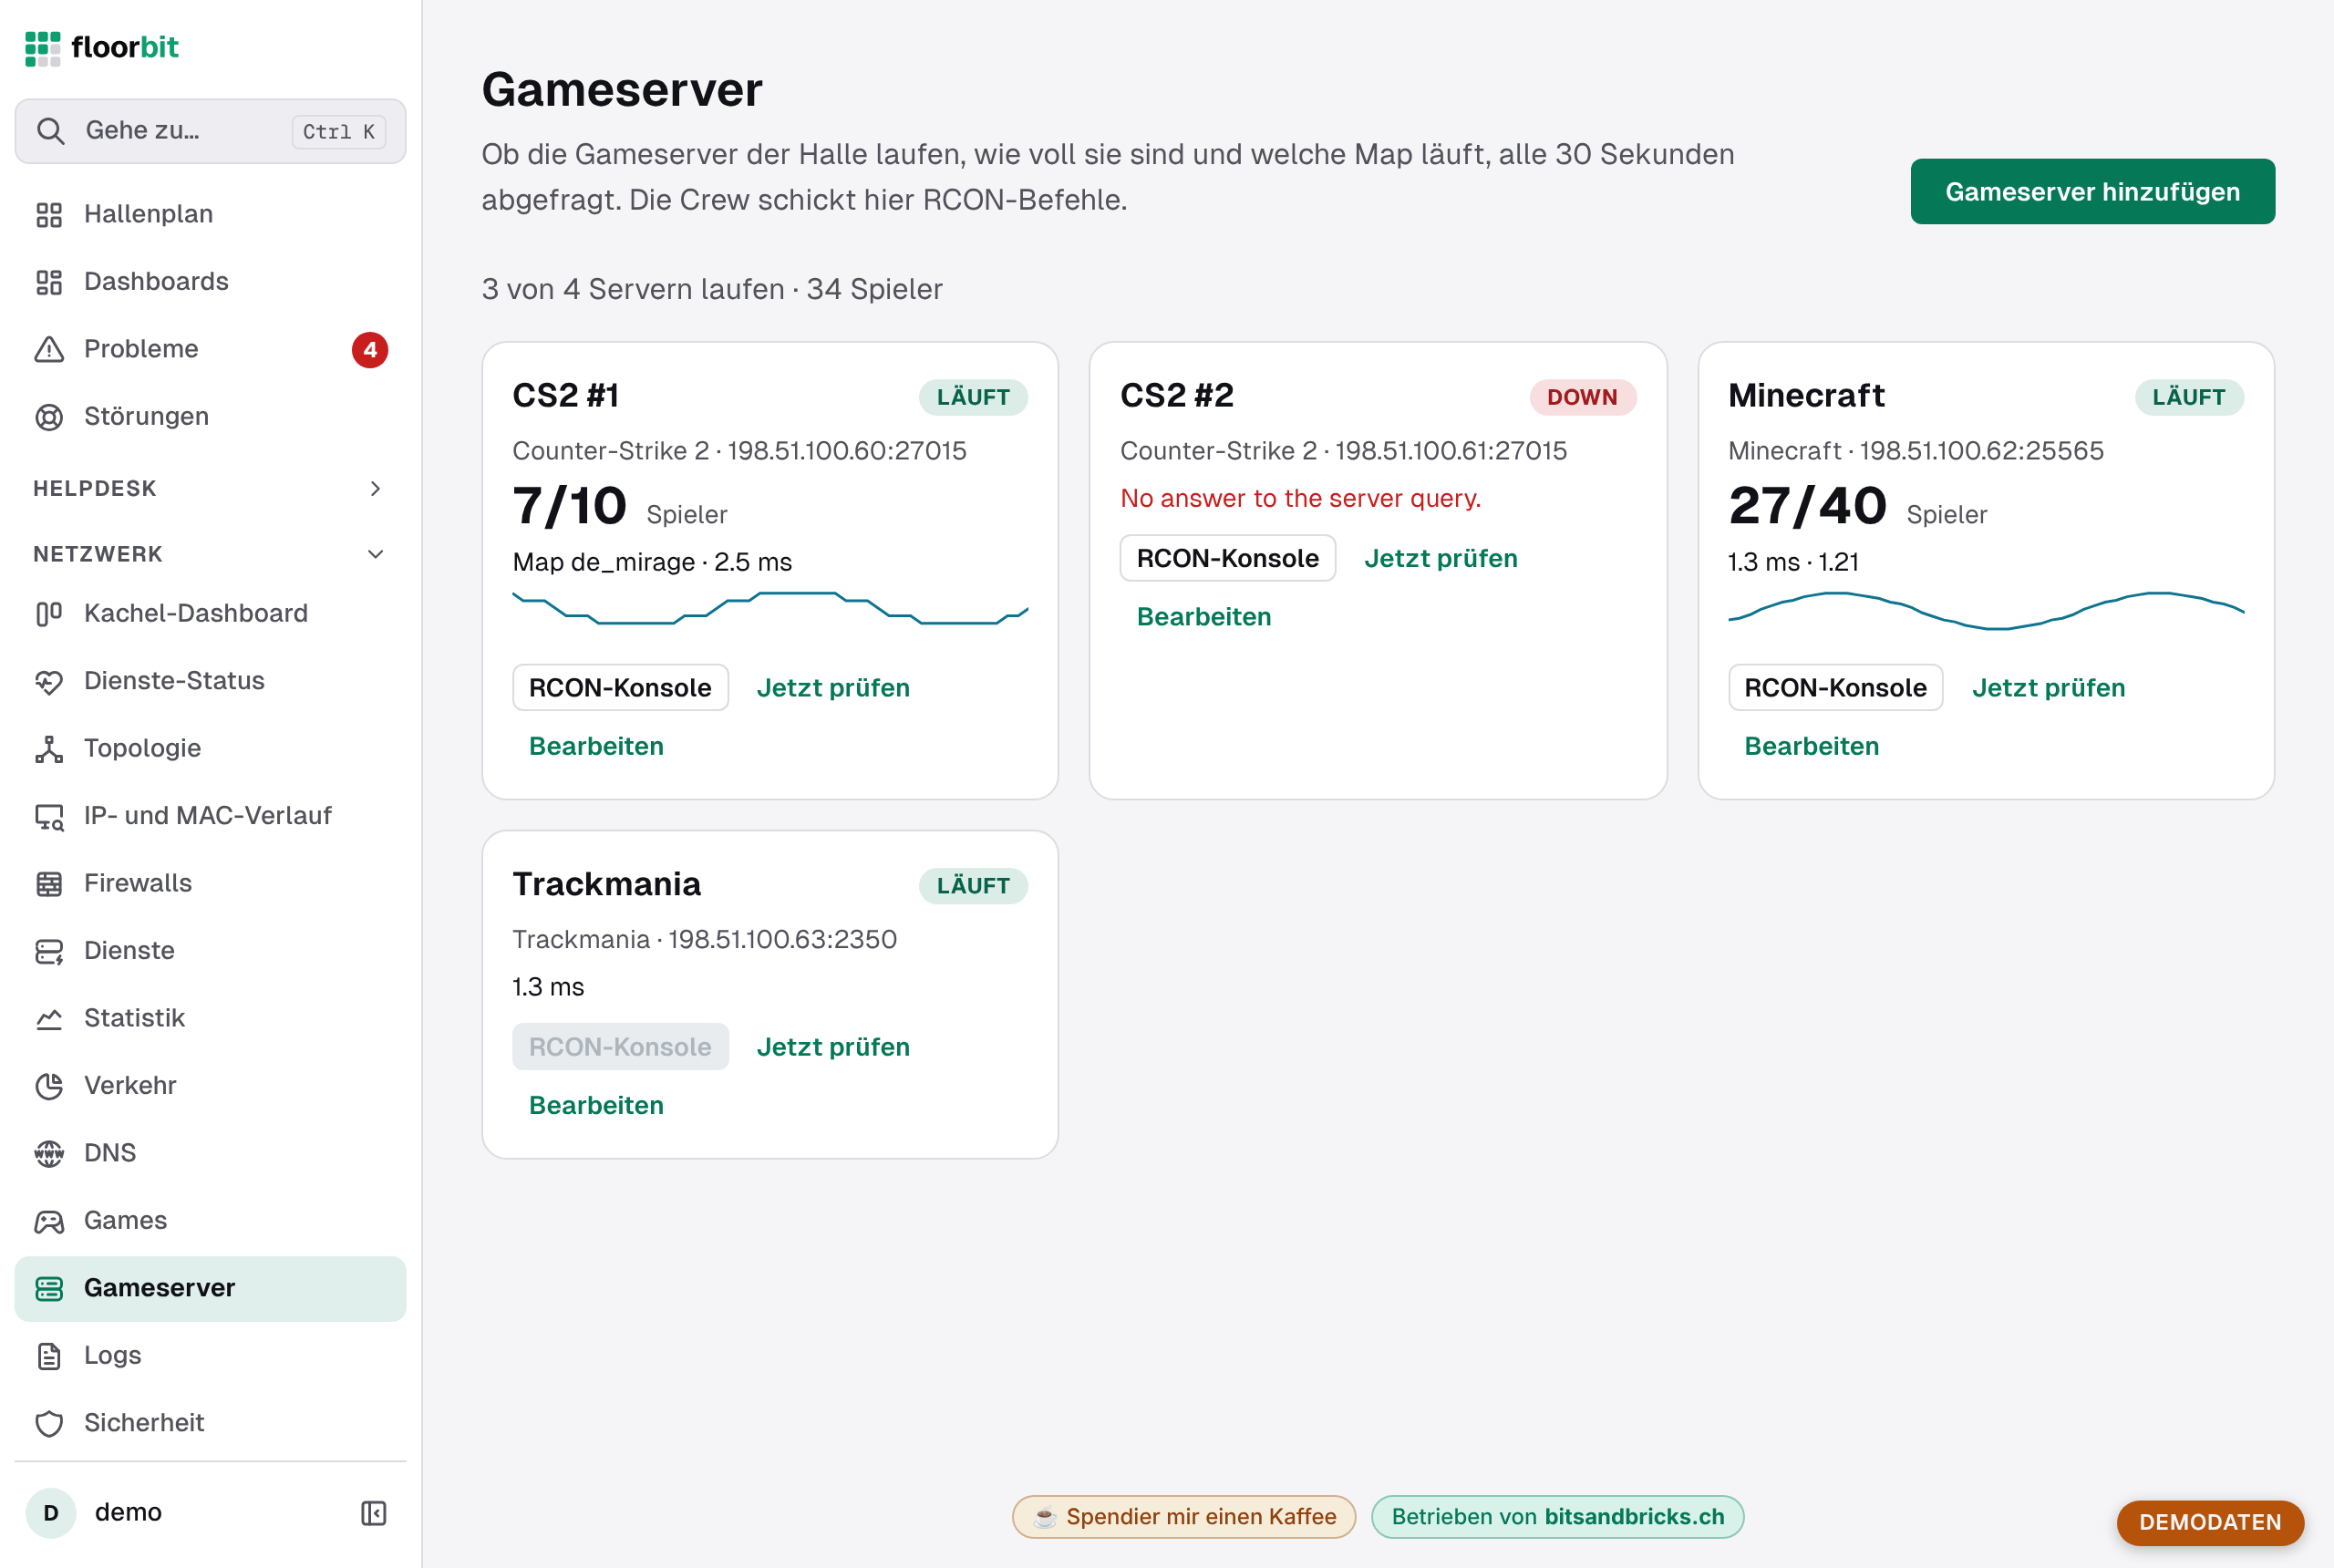 floorbit
Gehe zu...
Ctrl K
Hallenplan
Dashboards
Probleme
4
Störungen
HELPDESK
NETZWERK
Kachel-Dashboard
Dienste-Status
Topologie
IP- und MAC-Verlauf
Firewalls
Dienste
Statistik
Verkehr
WWW
DNS
Games
Gameserver
Logs
Sicherheit
D
demo
Gameserver
Ob die Gameserver der Halle laufen, wie voll sie sind und welche Map läuft, alle 30 Sekunden
abgefragt. Die Crew schickt hier RCON-Befehle.
Gameserver hinzufügen
3 von 4 Servern laufen · 34 Spieler
CS2 #1
LÄUFT
Counter-Strike 2 · 198.51.100.60:27015
7/10 Spieler
Map de_mirage · 2.5 ms
RCON-Konsole
Jetzt prüfen
Bearbeiten
CS2 #2
DOWN
Counter-Strike 2 · 198.51.100.61:27015
No answer to the server query.
RCON-Konsole
Jetzt prüfen
Bearbeiten
Minecraft
LÄUFT
Minecraft · 198.51.100.62:25565
27/40 Spieler
1.3 ms · 1.21
RCON-Konsole
Jetzt prüfen
Bearbeiten
Trackmania
LÄUFT
Trackmania · 198.51.100.63:2350
1.3 ms
RCON-Konsole
Jetzt prüfen
Bearbeiten
Spendier mir einen Kaffee
Betrieben von bitsandbricks.ch
DEMODATEN